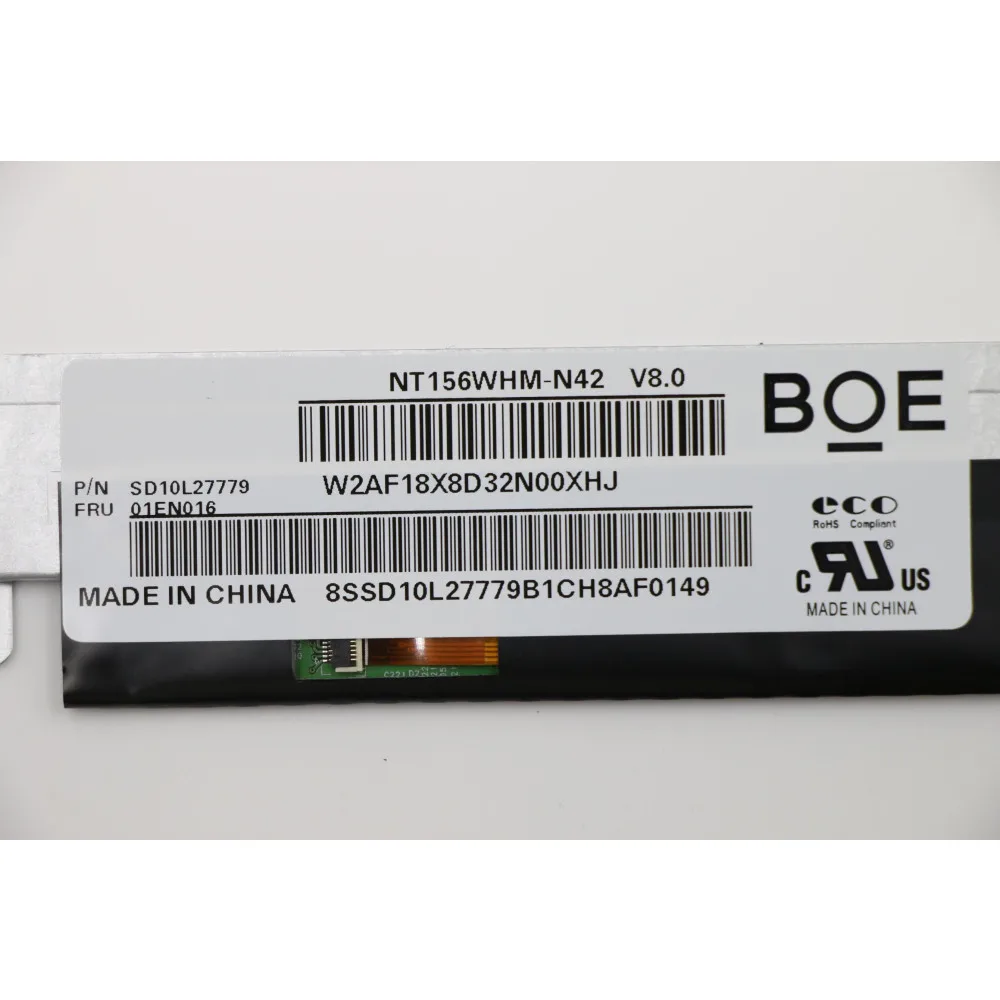 NT156WHM-N42 V8.0
BOE
P/N SD10L27779
W2AF18X8D32N00XHJ
FRU 01EN016
eco
RoHS Compliant
MADE IN CHINA 8SSD10L27779B1CH8AF0149
C RU ® US
MADE IN CHINA